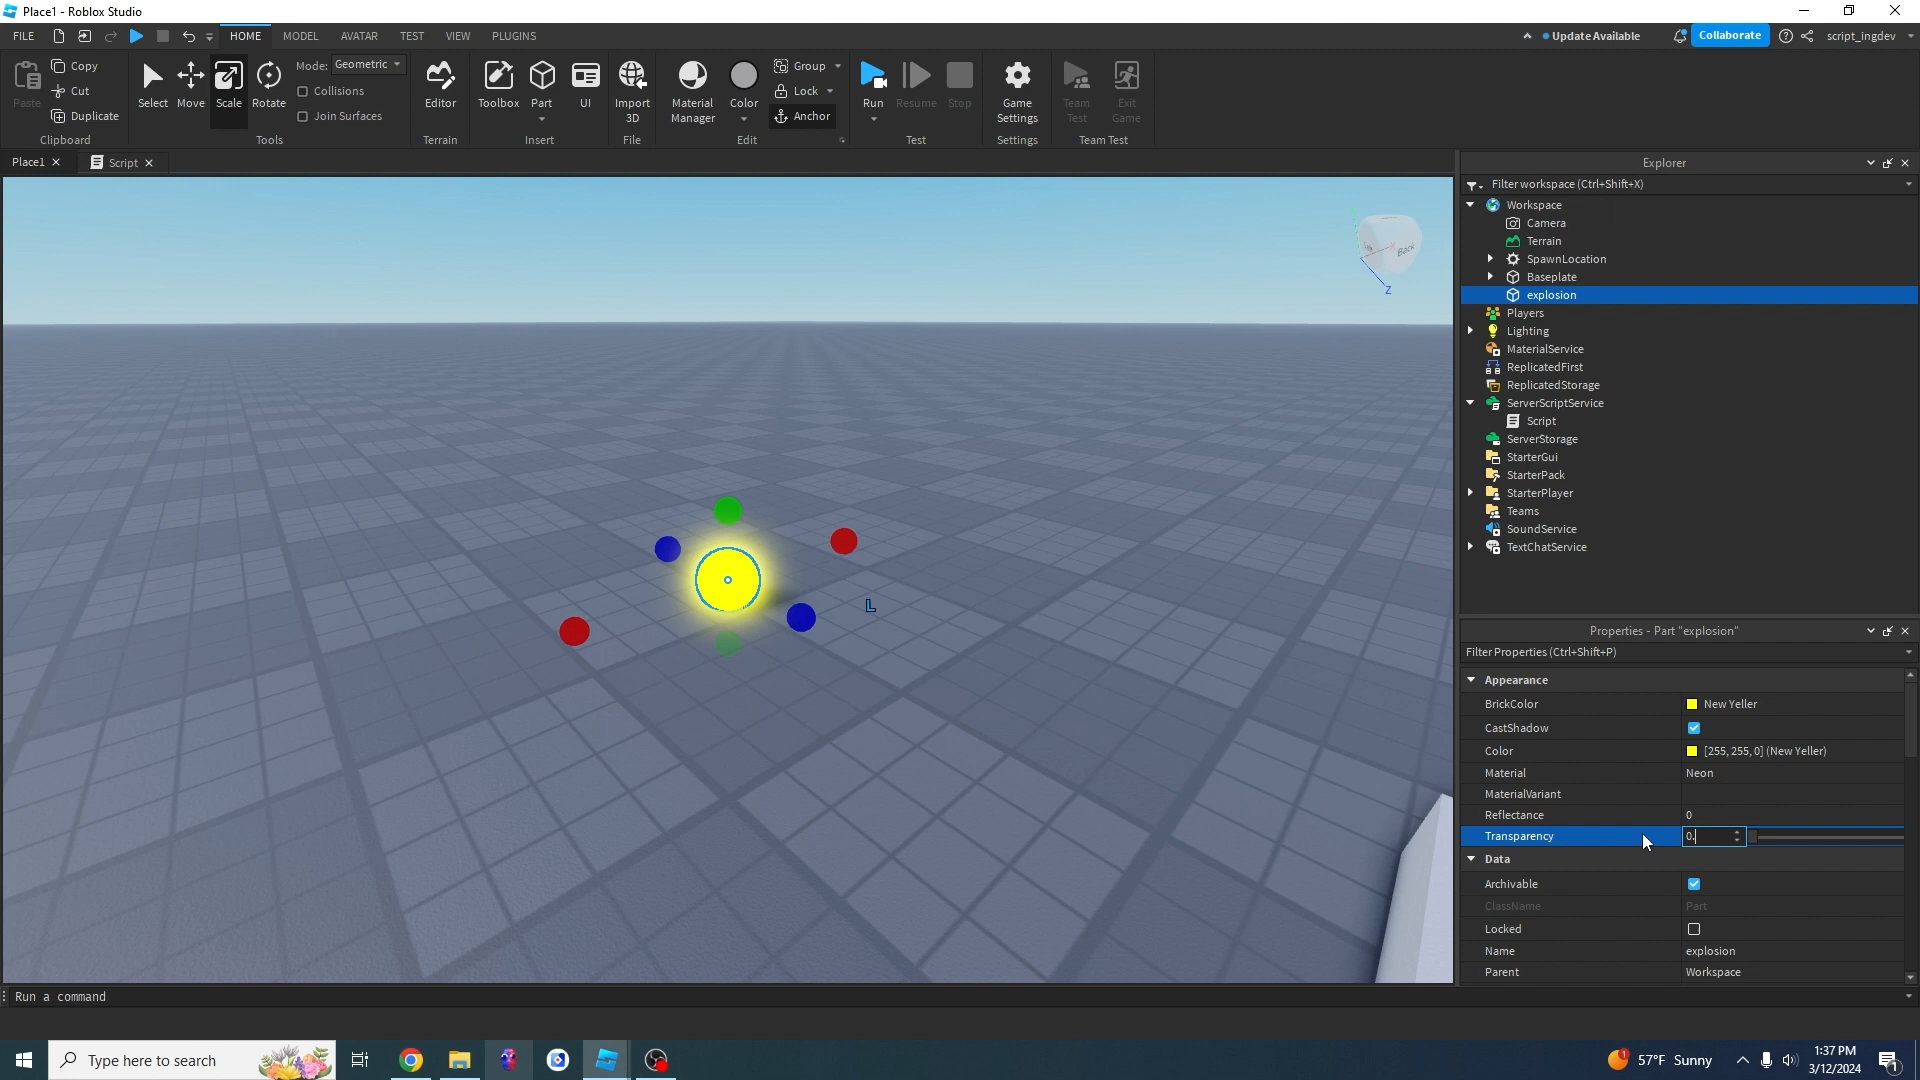 Place1 - Roblox Studio
FILE
HOME
MODEL
AVATAR
TEST
VIEW
PLUGINS
Update Available
Collaborate
script_ingdev
Paste
Copy
Cut
Duplicate
Clipboard
Select
Move
Scale
Rotate
Mode:
Geometric
Collisions
Join Surfaces
Tools
Editor
Terrain
Toolbox
Part
UI
Insert
Import
3D
File
Material
Manager
Color
Group
Lock
Anchor
Edit
Run
Resume
Stop
Test
Game
Settings
Settings
Team
Test
Exit
Game
Team Test
Place1
Script
Back
X
Z
L
Explorer
Filter workspace (Ctrl+Shift+X)
Workspace
Camera
Terrain
SpawnLocation
Baseplate
explosion
Players
Lighting
MaterialService
ReplicatedFirst
ReplicatedStorage
ServerScriptService
Script
ServerStorage
StarterGui
StarterPack
StarterPlayer
Teams
SoundService
TextChatService
Properties - Part "explosion"
Filter Properties (Ctrl+Shift+P)
Appearance
BrickColor New Yeller
CastShadow
Color [255, 255, 0] (New Yeller)
Material Neon
MaterialVariant
Reflectance 0
Transparency 0.
Data
Archivable
ClassName Part
Locked
Name explosion
Parent Workspace
Run a command
Type here to search
1
57°F Sunny
1:37 PM
3/12/2024
1